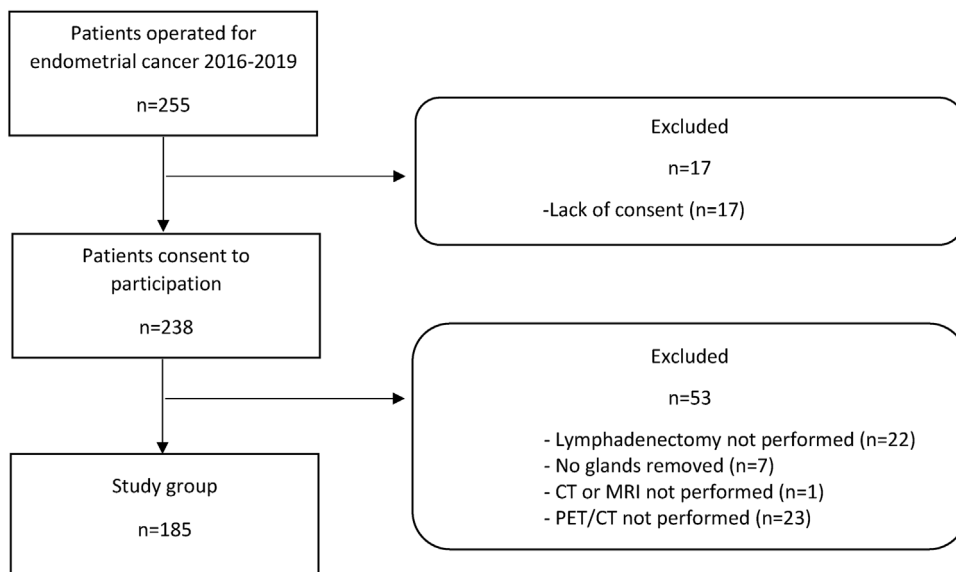 Patients operated for
endometrial cancer 2016-2019
n=255
Excluded
n=17
-Lack of consent (n=17)
Patients consent to
participation
n=238
Excluded
n=53
- Lymphadenectomy not performed (n=22)
- No glands removed (n=7)
- CT or MRI not performed (n=1)
- PET/CT not performed (n=23)
Study group
n=185